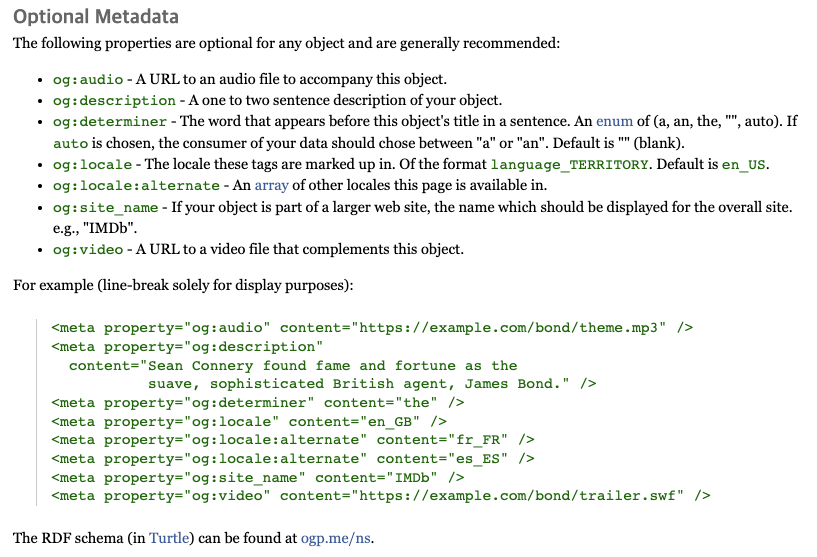 Optional Metadata
The following properties are optional for any object and are generally recommended:
• og:audio - A URL to an audio file to accompany this object.
• og:description - A one to two sentence description of your object.
• og:determiner - The word that appears before this object's title in a sentence. An enum of (a, an, the, "", auto). If
auto is chosen, the consumer of your data should chose between "a" or "an". Default is "" (blank).
• og:locale - The locale these tags are marked up in. Of the format language_TERRITORY. Default is en_US.
• og:locale:alternate - An array of other locales this page is available in.
• og:site_name - If your object is part of a larger web site, the name which should be displayed for the overall site.
e.g., "IMDb".
• og:video - A URL to a video file that complements this object.
For example (line-break solely for display purposes):
<meta property="og:audio" content="https://example.com/bond/theme.mp3" />
<meta property="og:description"
  content="Sean Connery found fame and fortune as the
           suave, sophisticated British agent, James Bond." />
<meta property="og:determiner" content="the" />
<meta property="og:locale" content="en_GB" />
<meta property="og:locale:alternate" content="fr_FR" />
<meta property="og:locale:alternate" content="es_ES" />
<meta property="og:site_name" content="IMDb" />
<meta property="og:video" content="https://example.com/bond/trailer.swf" />
The RDF schema (in Turtle) can be found at ogp.me/ns.